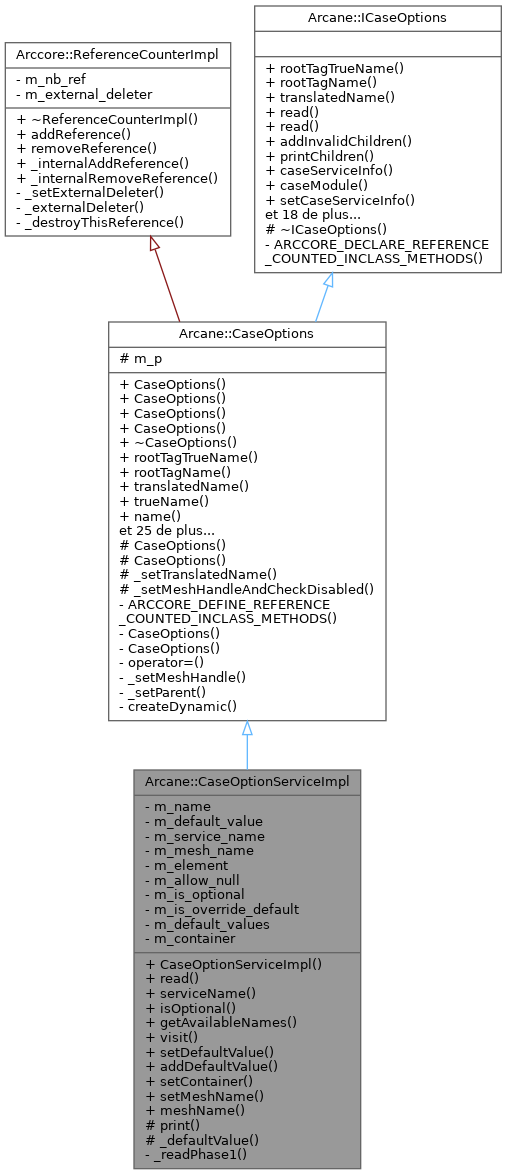 Arccore::ReferenceCounterImpl
- m_nb_ref
- m_external_deleter
+ ~ReferenceCounterImpl()
+ addReference()
+ removeReference()
+ _internalAddReference()
+ _internalRemoveReference()
- _setExternalDeleter()
- _externalDeleter()
- _destroyThisReference()
Arcane::ICaseOptions
+ rootTagTrueName()
+ rootTagName()
+ translatedName()
+ read()
+ read()
+ addInvalidChildren()
+ printChildren()
+ caseServiceInfo()
+ caseModule()
+ setCaseServiceInfo()
et 18 de plus...
# ~ICaseOptions()
- ARCCORE_DECLARE_REFERENCE
_COUNTED_INCLASS_METHODS()
Arcane::CaseOptions
# m_p
+ CaseOptions()
+ CaseOptions()
+ CaseOptions()
+ CaseOptions()
+ ~CaseOptions()
+ rootTagTrueName()
+ rootTagName()
+ translatedName()
+ trueName()
+ name()
et 25 de plus...
# CaseOptions()
# CaseOptions()
# _setTranslatedName()
# _setMeshHandleAndCheckDisabled()
- ARCCORE_DEFINE_REFERENCE
_COUNTED_INCLASS_METHODS()
- CaseOptions()
- CaseOptions()
- operator=()
- _setMeshHandle()
- _setParent()
- createDynamic()
Arcane::CaseOptionServiceImpl
- m_name
- m_default_value
- m_service_name
- m_mesh_name
- m_element
- m_allow_null
- m_is_optional
- m_is_override_default
- m_default_values
- m_container
+ CaseOptionServiceImpl()
+ read()
+ serviceName()
+ isOptional()
+ getAvailableNames()
+ visit()
+ setDefaultValue()
+ addDefaultValue()
+ setContainer()
+ setMeshName()
+ meshName()
# print()
# _defaultValue()
- _readPhase1()